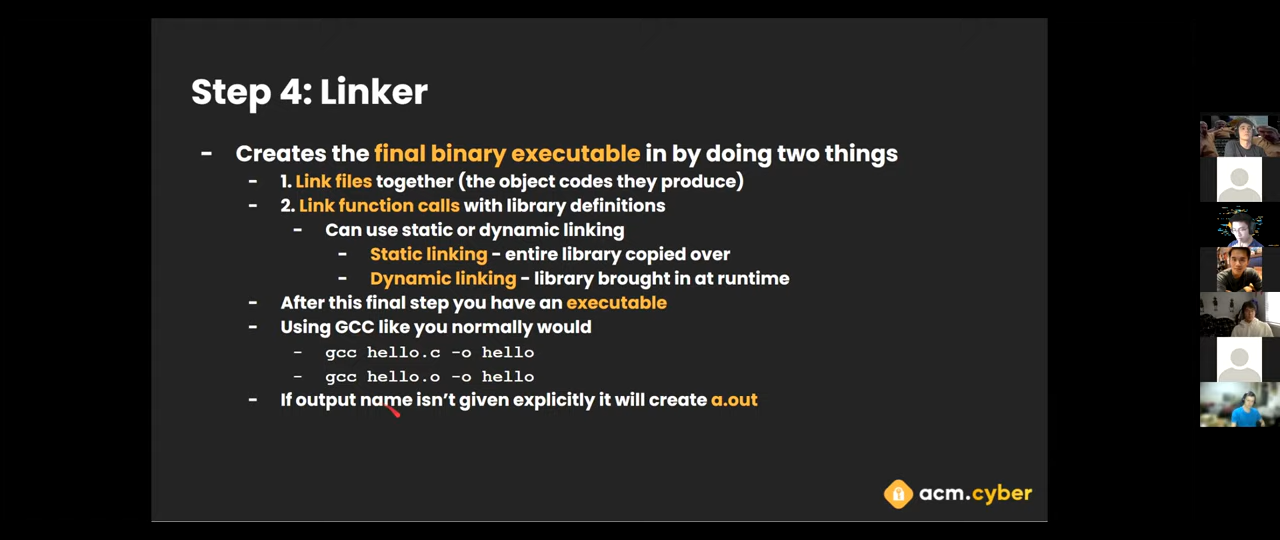 Step 4: Linker
- Creates the final binary executable in by doing two things
- 1. Link files together (the object codes they produce)
- 2. Link function calls with library definitions
- Can use static or dynamic linking
- Static linking - entire library copied over
- Dynamic linking - library brought in at runtime
- After this final step you have an executable
- Using GCC like you normally would
- gcc hello.c -o hello
- gcc hello.o -o hello
- If output name isn't given explicitly it will create a.out
acm.cyber